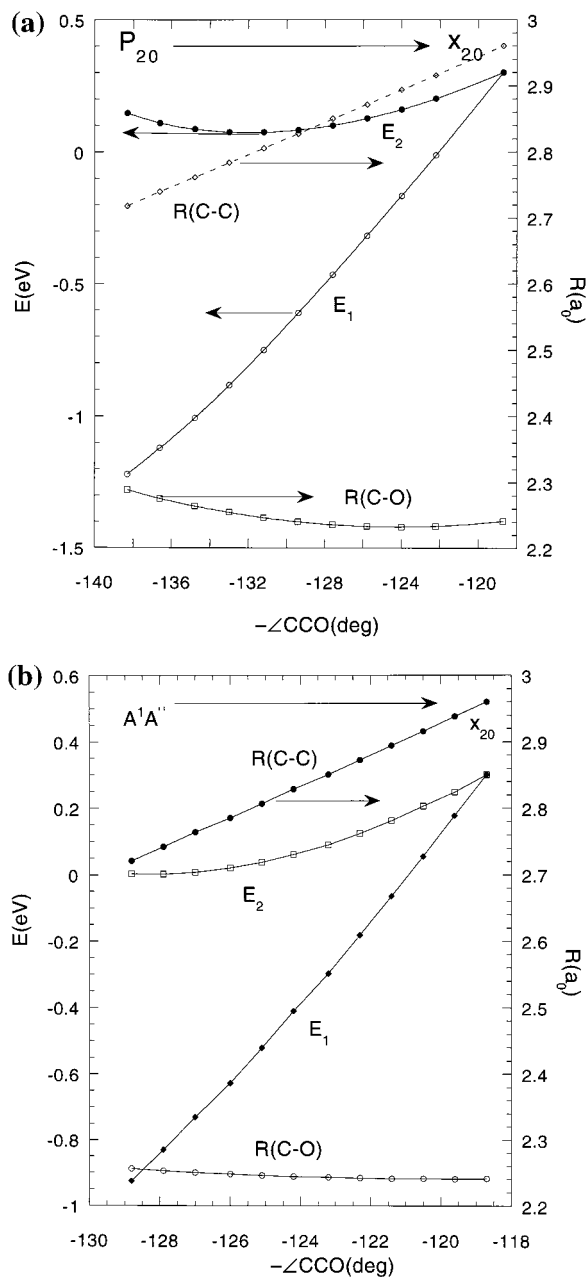 (a)
P₂₀ x₂₀
0.5
0
-0.5
-1
-1.5
E(eV)
3
2.9
2.8
2.7
2.6
2.5
2.4
2.3
2.2
R(a₀)
E₂
R(C-C)
E₁
R(C-O)
-140 -136 -132 -128 -124 -120
–∠CCO(deg)
(b)
0.6
0.4
0.2
0
-0.2
-0.4
-0.6
-0.8
-1
E(eV)
3
2.9
2.8
2.7
2.6
2.5
2.4
2.3
2.2
R(a₀)
A¹A''
x₂₀
R(C-C)
E₂
E₁
R(C-O)
-130 -128 -126 -124 -122 -120 -118
–∠CCO(deg)